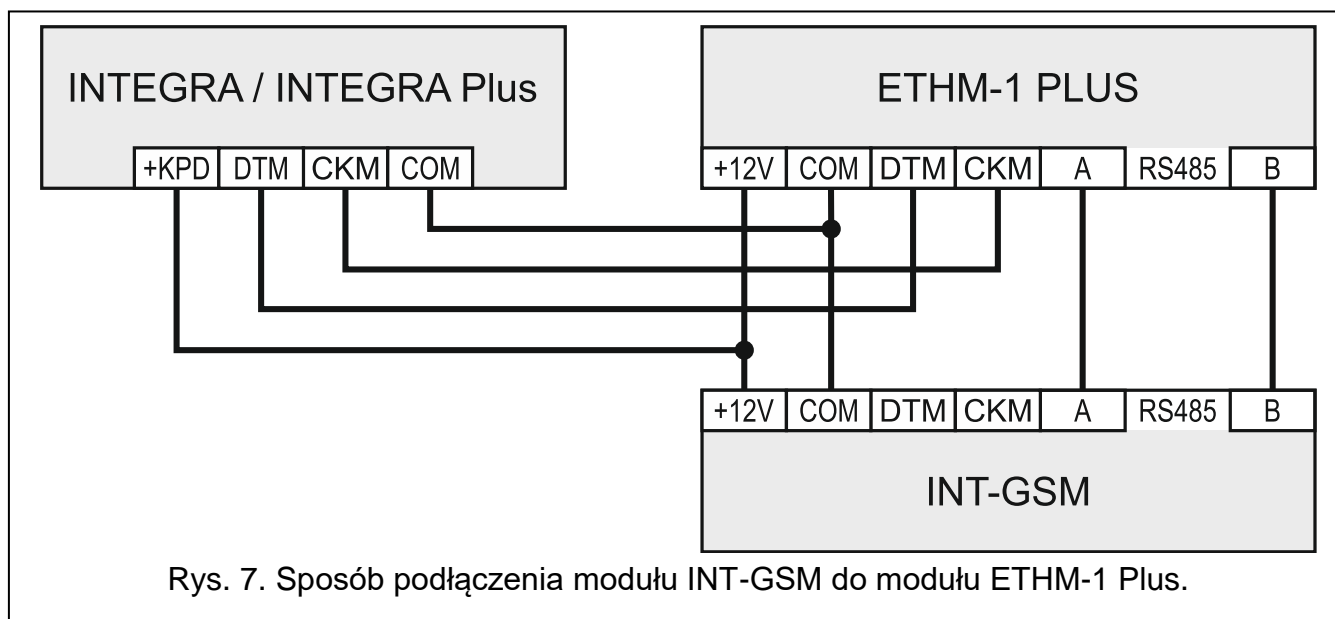 INTEGRA / INTEGRA Plus
ETHM-1 PLUS
+KPD DTM CKM COM
+12V COM DTM CKM A RS485 B
+12V COM DTM CKM A RS485 B
INT-GSM
Rys. 7. Sposób podłączenia modułu INT-GSM do modułu ETHM-1 Plus.